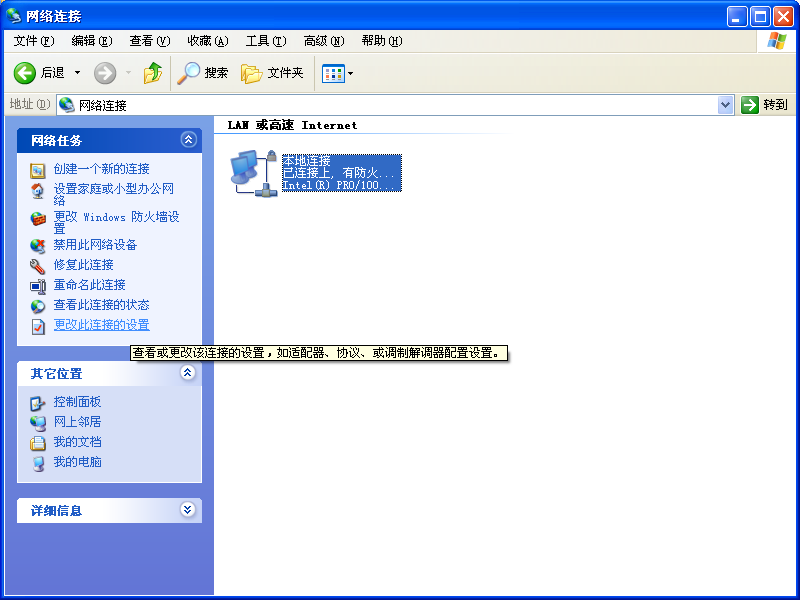 网络连接
文件(F) 编辑(E) 查看(V) 收藏(A) 工具(T) 高级(N) 帮助(H)
后退 搜索 文件夹
地址(D) 网络连接 转到
网络任务
创建一个新的连接
设置家庭或小型办公网
络
更改 Windows 防火墙设
置
禁用此网络设备
修复此连接
重命名此连接
查看此连接的状态
更改此连接的设置
查看或更改该连接的设置，如适配器、协议、或调制解调器配置设置。
其它位置
控制面板
网上邻居
我的文档
我的电脑
详细信息
LAN 或高速 Internet
本地连接
已连接上, 有防火...
Intel(R) PRO/100...